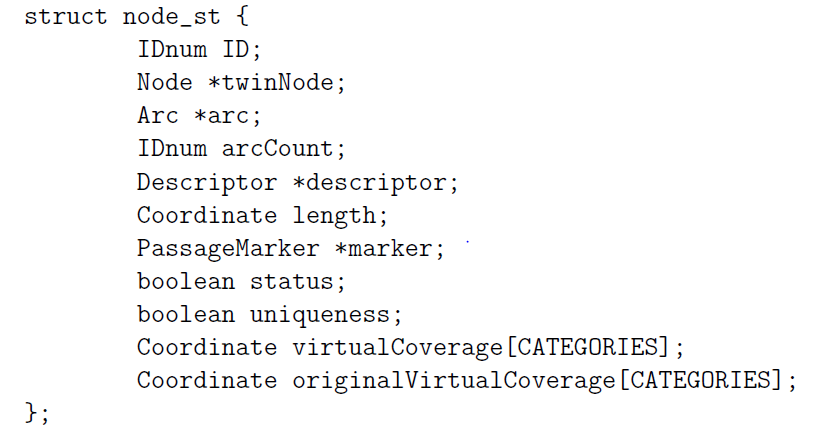 struct node_st {
IDnum ID;
Node *twinNode;
Arc *arc;
IDnum arcCount;
Descriptor *descriptor;
Coordinate length;
PassageMarker *marker;
boolean status;
boolean uniqueness;
Coordinate virtualCoverage[CATEGORIES];
Coordinate originalVirtualCoverage[CATEGORIES];
};